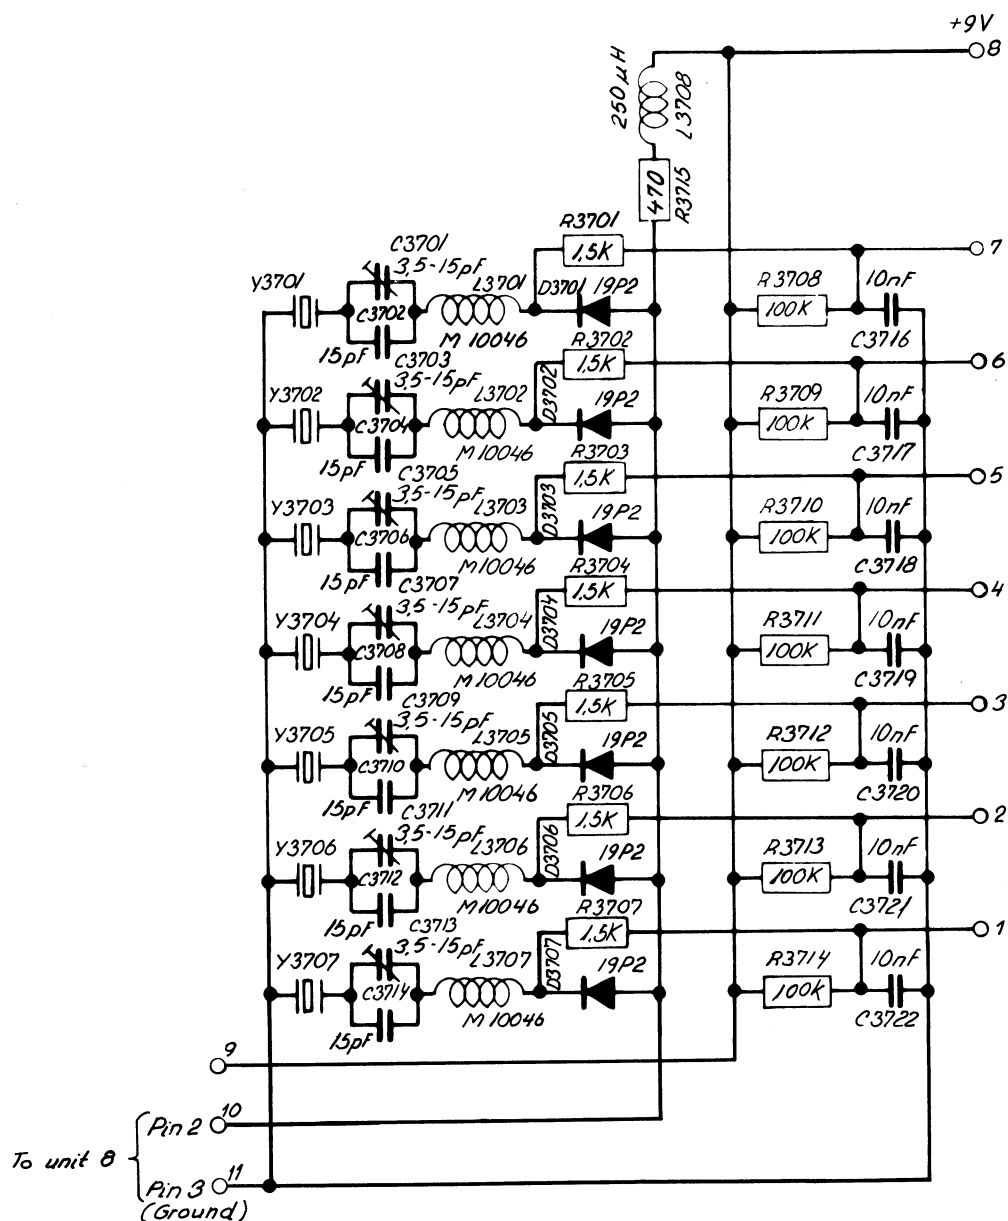 +9V
8
250 µH
L3708
470
R3715
R3701
1,5K
7
C3701
3,5-15pF
Y3701
C3702
15pF
L3701
M 10046
D3701
19P2
R3708
100K
10nF
C3716
R3702
1,5K
6
C3703
3,5-15pF
Y3702
C3704
15pF
L3702
M 10046
D3702
19P2
R3709
100K
10nF
C3717
R3703
1,5K
5
C3705
3,5-15pF
Y3703
C3706
15pF
L3703
M 10046
D3703
19P2
R3710
100K
10nF
C3718
R3704
1,5K
4
C3707
3,5-15pF
Y3704
C3708
15pF
L3704
M 10046
D3704
19P2
R3711
100K
10nF
C3719
R3705
1,5K
3
C3709
3,5-15pF
Y3705
C3710
15pF
L3705
M 10046
D3705
19P2
R3712
100K
10nF
C3720
R3706
1,5K
2
C3711
3,5-15pF
Y3706
C3712
15pF
L3706
M 10046
D3706
19P2
R3713
100K
10nF
C3721
R3707
1,5K
1
C3713
3,5-15pF
Y3707
C3714
15pF
L3707
M 10046
D3707
19P2
R3714
100K
10nF
C3722
9
Pin 2 10
To unit 8
Pin 3 11
(Ground)